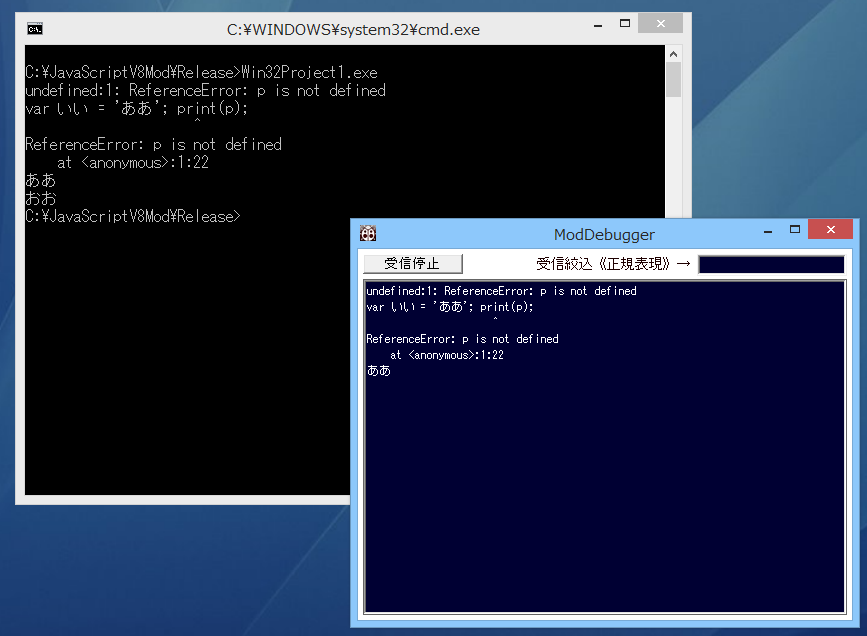 C:¥WINDOWS¥system32¥cmd.exe
C:¥JavaScriptV8Mod¥Release>Win32Project1.exe
undefined:1: ReferenceError: p is not defined
var いい = 'ああ'; print(p);
^
ReferenceError: p is not defined
    at <anonymous>:1:22
ああ
おお
C:¥JavaScriptV8Mod¥Release>
ModDebugger
受信停止 受信絞込《正規表現》→
undefined:1: ReferenceError: p is not defined
var いい = 'ああ'; print(p);
^
ReferenceError: p is not defined
    at <anonymous>:1:22
ああ